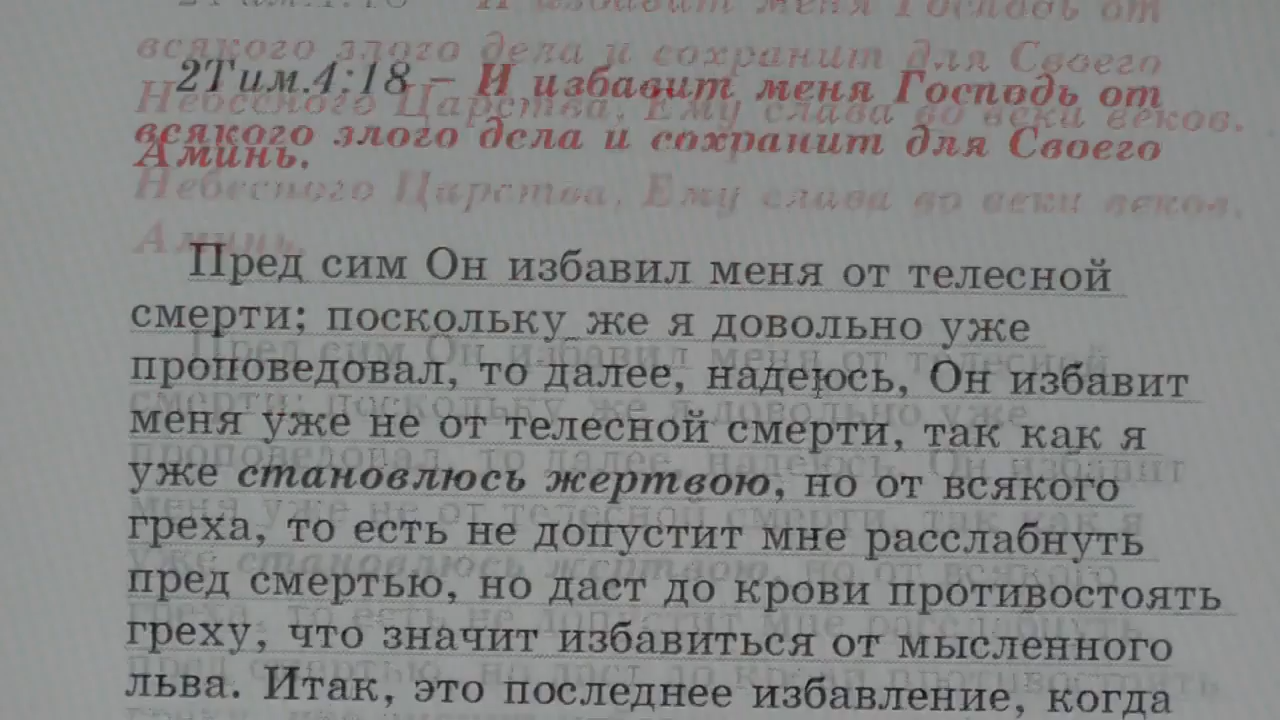 2Тим.4:18 – И избавит меня Господь от
всякого злого дела и сохранит для Своего
Небесного Царства, Ему слава во веки веков.
Аминь.
Пред сим Он избавил меня от телесной
смерти; поскольку же я довольно уже
проповедовал, то далее, надеюсь, Он избавит
меня уже не от телесной смерти, так как я
уже становлюсь жертвою, но от всякого
греха, то есть не допустит мне расслабнуть
пред смертью, но даст до крови противостоять
греху, что значит избавиться от мысленного
льва. Итак, это последнее избавление, когда